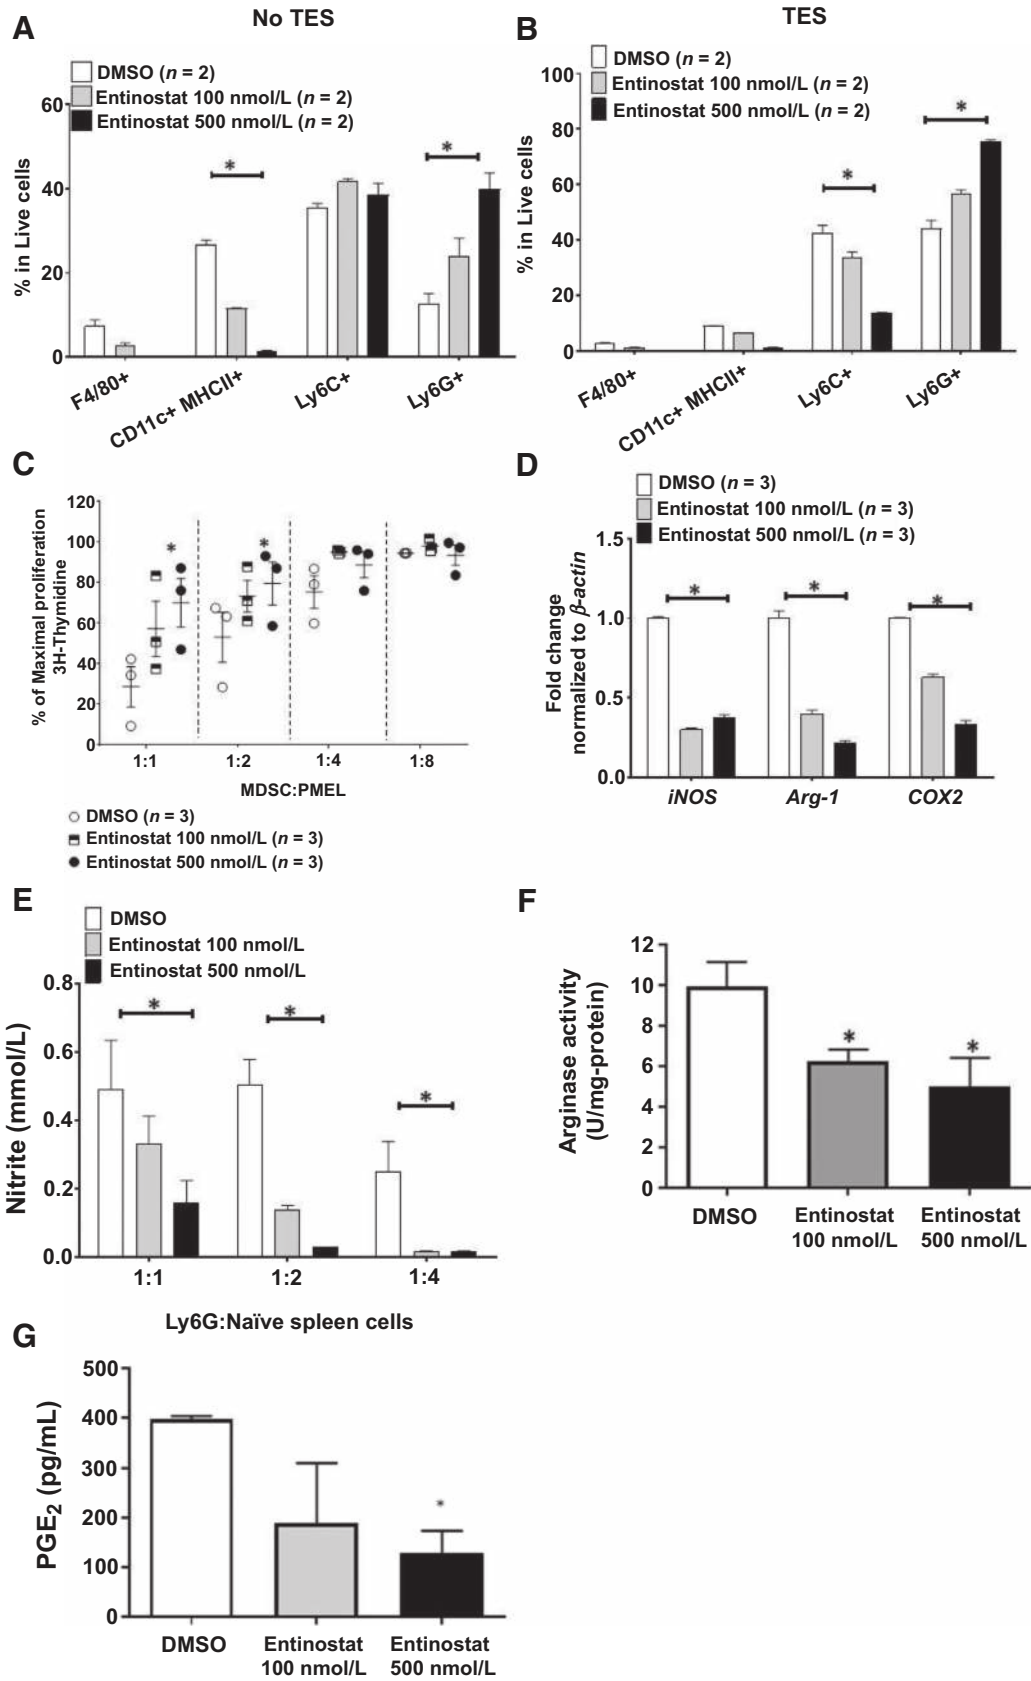 A
No TES
DMSO (n = 2)
Entinostat 100 nmol/L (n = 2)
Entinostat 500 nmol/L (n = 2)
% in Live cells
60
40
20
0
*
*
F4/80+
CD11c+ MHCII+
Ly6C+
Ly6G+
B
TES
DMSO (n = 2)
Entinostat 100 nmol/L (n = 2)
Entinostat 500 nmol/L (n = 2)
% in Live cells
100
80
60
40
20
0
*
*
F4/80+
CD11c+ MHCII+
Ly6C+
Ly6G+
C
% of Maximal proliferation
3H-Thymidine
120
100
80
60
40
20
0
*
*
1:1
1:2
1:4
1:8
MDSC:PMEL
DMSO (n = 3)
Entinostat 100 nmol/L (n = 3)
Entinostat 500 nmol/L (n = 3)
D
DMSO (n = 3)
Entinostat 100 nmol/L (n = 3)
Entinostat 500 nmol/L (n = 3)
Fold change
normalized to β-actin
1.5
1.0
0.5
0.0
*
*
*
iNOS
Arg-1
COX2
E
DMSO
Entinostat 100 nmol/L
Entinostat 500 nmol/L
Nitrite (mmol/L)
0.8
0.6
0.4
0.2
0.0
*
*
*
1:1
1:2
1:4
Ly6G:Naïve spleen cells
F
Arginase activity
(U/mg-protein)
12
10
8
6
4
2
0
*
*
DMSO
Entinostat
100 nmol/L
Entinostat
500 nmol/L
G
PGE2 (pg/mL)
500
400
300
200
100
0
*
DMSO
Entinostat
100 nmol/L
Entinostat
500 nmol/L